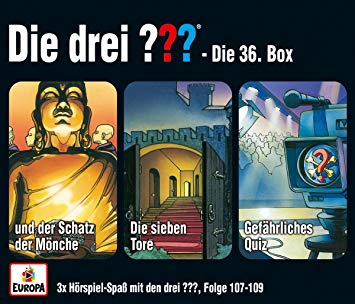 Die drei ???® - Die 36. Box
und der Schatz
der Mönche
Die sieben
Tore
Gefährliches
Quiz
?
EUROPA
3x Hörspiel-Spaß mit den drei ???, Folge 107-109